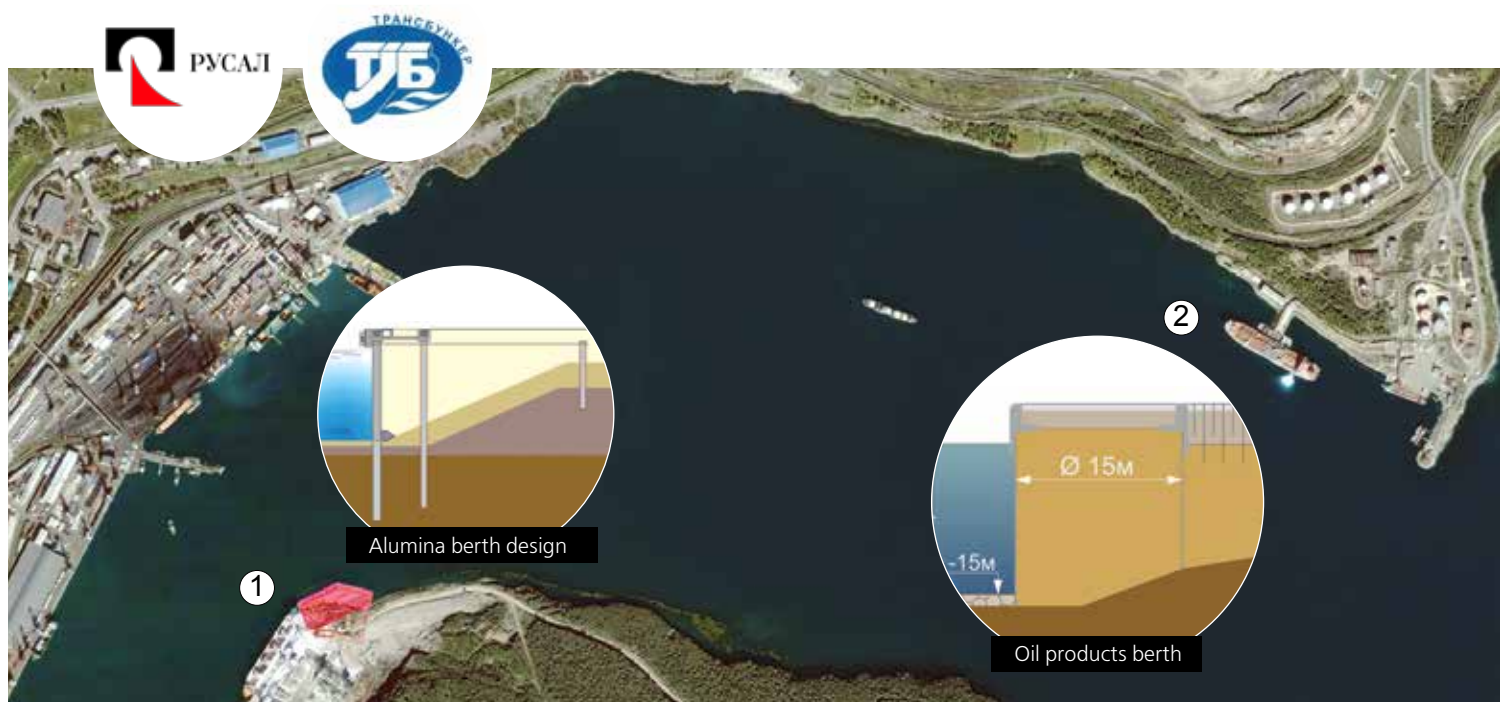 РУСАЛ
ТРАНСБУНКЕР
ТБ
2
Ø 15м
-15м
Alumina berth design
1
Oil products berth